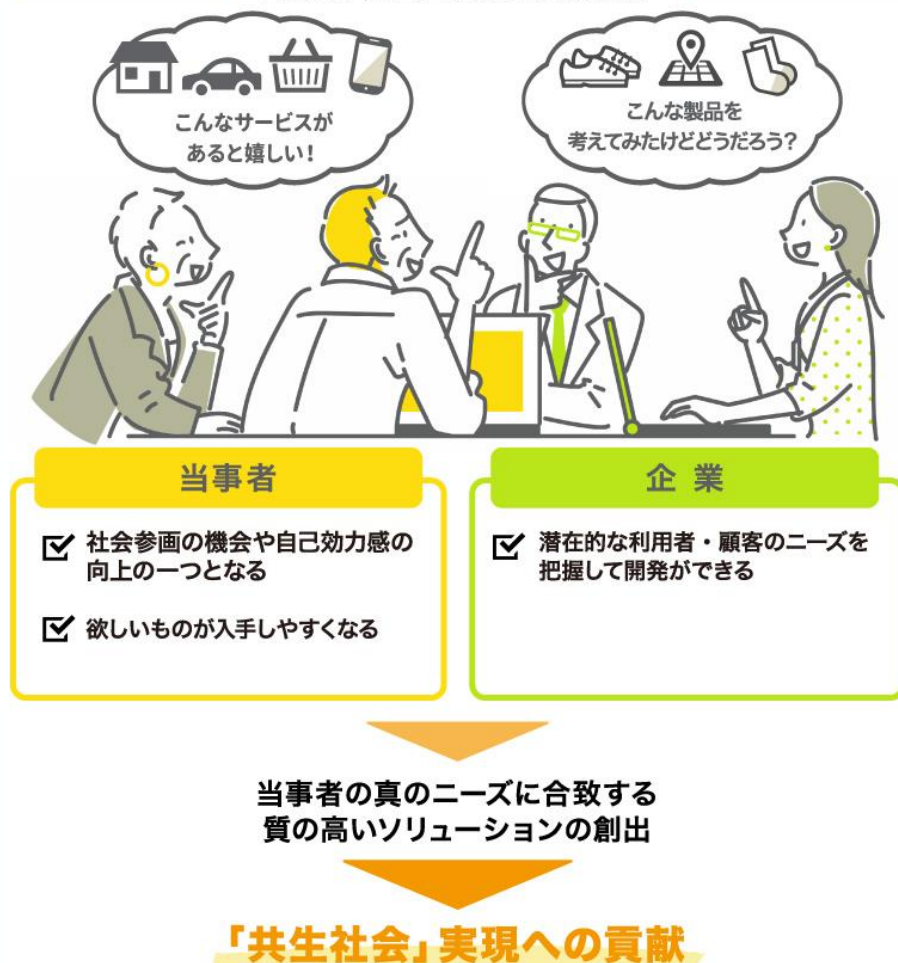 こんなサービスが
あると嬉しい！
こんな製品を
考えてみたけどどうだろう？
当事者
社会参画の機会や自己効力感の
向上の一つとなる
欲しいものが入手しやすくなる
企業
潜在的な利用者・顧客のニーズを
把握して開発ができる
当事者の真のニーズに合致する
質の高いソリューションの創出
「共生社会」実現への貢献